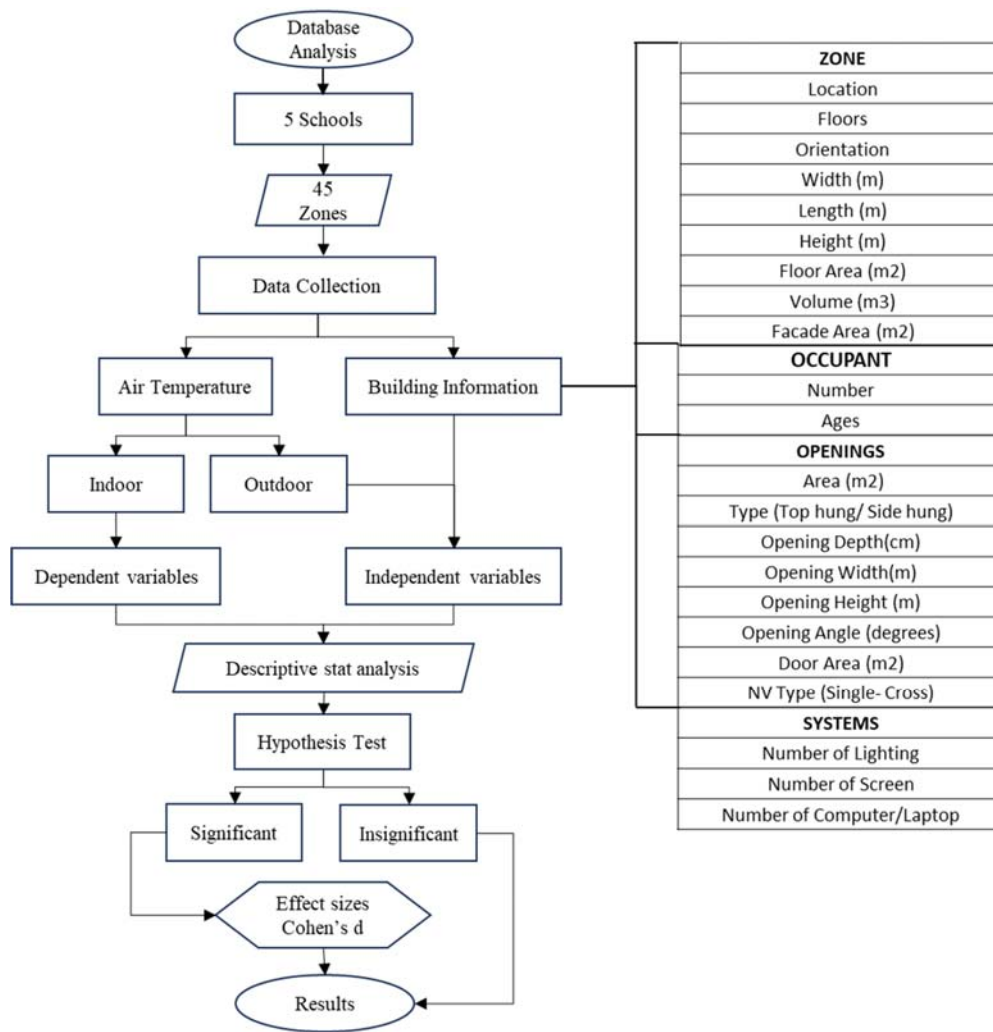 Database
Analysis
5 Schools
45
Zones
Data Collection
Air Temperature
Building Information
Indoor
Outdoor
Dependent variables
Independent variables
Descriptive stat analysis
Hypothesis Test
Significant
Insignificant
Effect sizes
Cohen's d
Results
ZONE
Location
Floors
Orientation
Width (m)
Length (m)
Height (m)
Floor Area (m2)
Volume (m3)
Facade Area (m2)
OCCUPANT
Number
Ages
OPENINGS
Area (m2)
Type (Top hung/ Side hung)
Opening Depth(cm)
Opening Width(m)
Opening Height (m)
Opening Angle (degrees)
Door Area (m2)
NV Type (Single- Cross)
SYSTEMS
Number of Lighting
Number of Screen
Number of Computer/Laptop